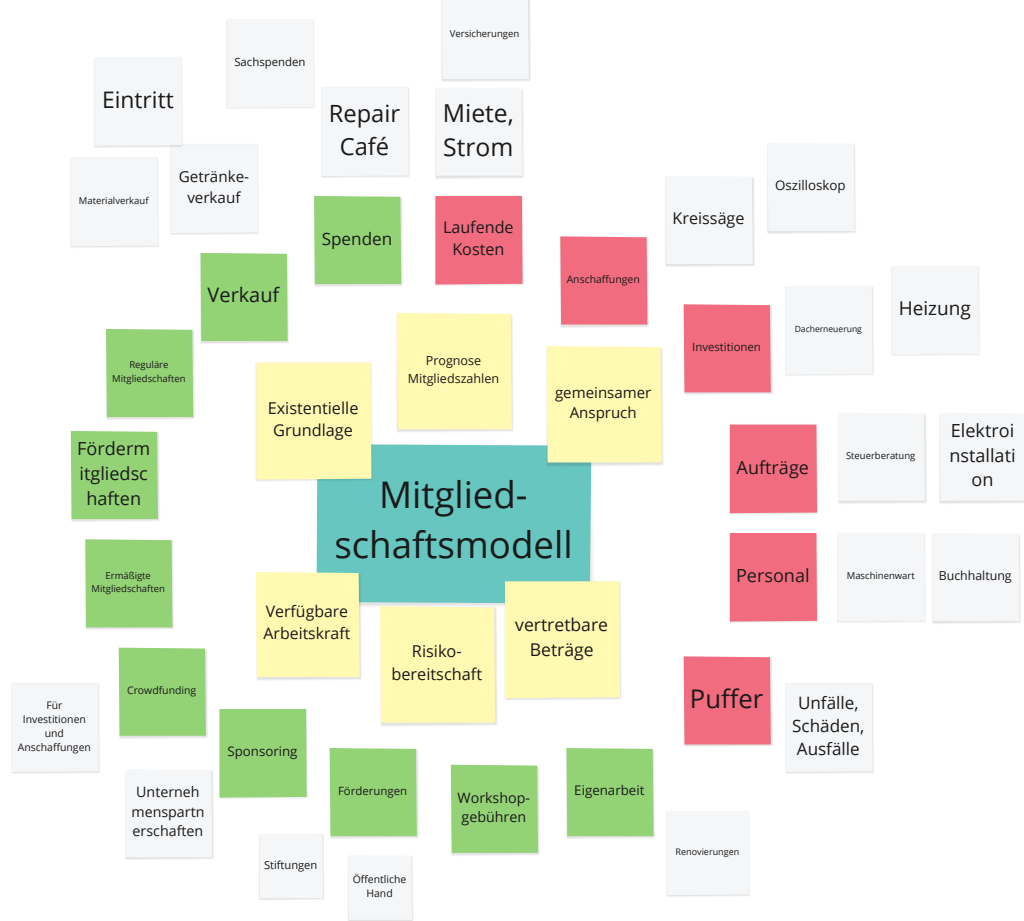 Versicherungen
Sachspenden
Eintritt
Repair
Café
Miete,
Strom
Getränke-
verkauf
Materialverkauf
Oszilloskop
Kreissäge
Spenden
Laufende
Kosten
Anschaffungen
Verkauf
Heizung
Dacherneuerung
Investitionen
Reguläre
Mitgliedschaften
Prognose
Mitgliedszahlen
gemeinsamer
Anspruch
Existentielle
Grundlage
Förderm
itgliedsc
haften
Mitglied-
schaftsmodell
Aufträge
Steuerberatung
Elektroi
nstallati
on
Ermäßigte
Mitgliedschaften
Personal
Maschinenwart
Buchhaltung
Verfügbare
Arbeitskraft
Risiko-
bereitschaft
vertretbare
Beträge
Crowdfunding
Puffer
Unfälle,
Schäden,
Ausfälle
Für
Investitionen
und
Anschaffungen
Sponsoring
Unterneh
menspartn
erschaften
Förderungen
Workshop-
gebühren
Eigenarbeit
Renovierungen
Stiftungen
Öffentliche
Hand